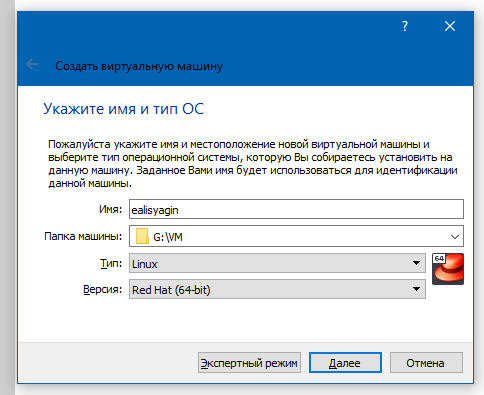 ?
Создать виртуальную машину
Укажите имя и тип ОС
Пожалуйста укажите имя и местоположение новой виртуальной машины и
выберите тип операционной системы, которую Вы собираетесь установить на
данную машину. Заданное Вами имя будет использоваться для идентификации
данной машины.
Имя: ealisyagin
Папка машины: G:\VM
Тип: Linux
64
Версия: Red Hat (64-bit)
Экспертный режим Далее Отмена